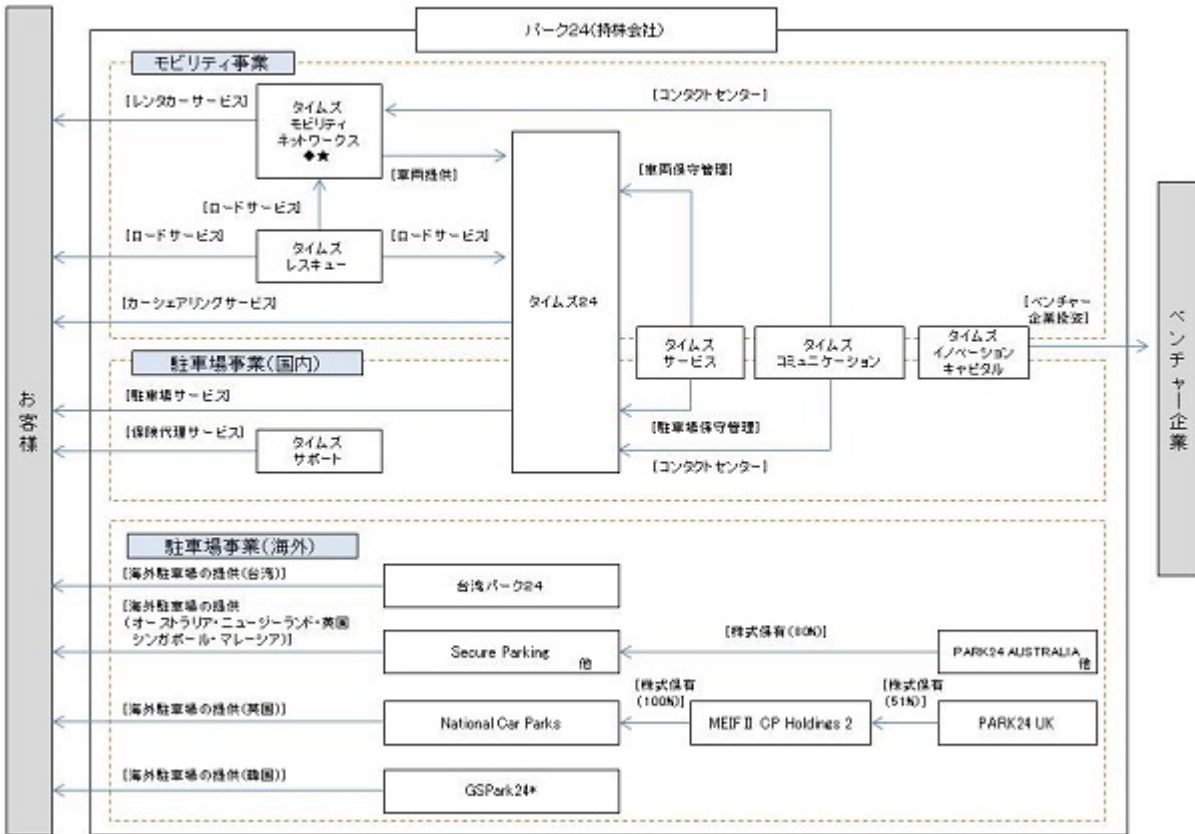 パーク24(持株会社)
モビリティ事業
[レンタカーサービス]
タイムズ
モビリティ
ネットワークス
◆★
[コンタクトセンター]
[車両提供]
[車両保守管理]
[ロードサービス]
[ロードサービス]
タイムズ
レスキュー
[ロードサービス]
[カーシェアリングサービス]
タイムズ24
タイムズ
サービス
タイムズ
コミュニケーション
タイムズ
イノベーション
キャピタル
[ベンチャー
企業投資]
お客様
ベンチャー企業
駐車場事業(国内)
[駐車場サービス]
[保険代理サービス]
タイムズ
サポート
[駐車場保守管理]
[コンタクトセンター]
駐車場事業(海外)
[海外駐車場の提供(台湾)]
台湾パーク24
[海外駐車場の提供
(オーストラリア・ニュージーランド・英国
シンガポール・マレーシア)]
Secure Parking
他
[株式保有(80%)]
PARK24 AUSTRALIA
他
[海外駐車場の提供(英国)]
National Car Parks
[株式保有
(100%)]
MEIF II CP Holdings 2
[株式保有
(51%)]
PARK24 UK
[海外駐車場の提供(韓国)]
GSPark24*